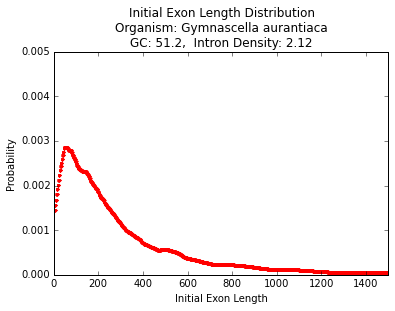 Initial Exon Length Distribution
Organism: Gymnascella aurantiaca
GC: 51.2,  Intron Density: 2.12
0.005
0.004
0.003
0.002
0.001
0.000
Probability
0 200 400 600 800 1000 1200 1400
Initial Exon Length